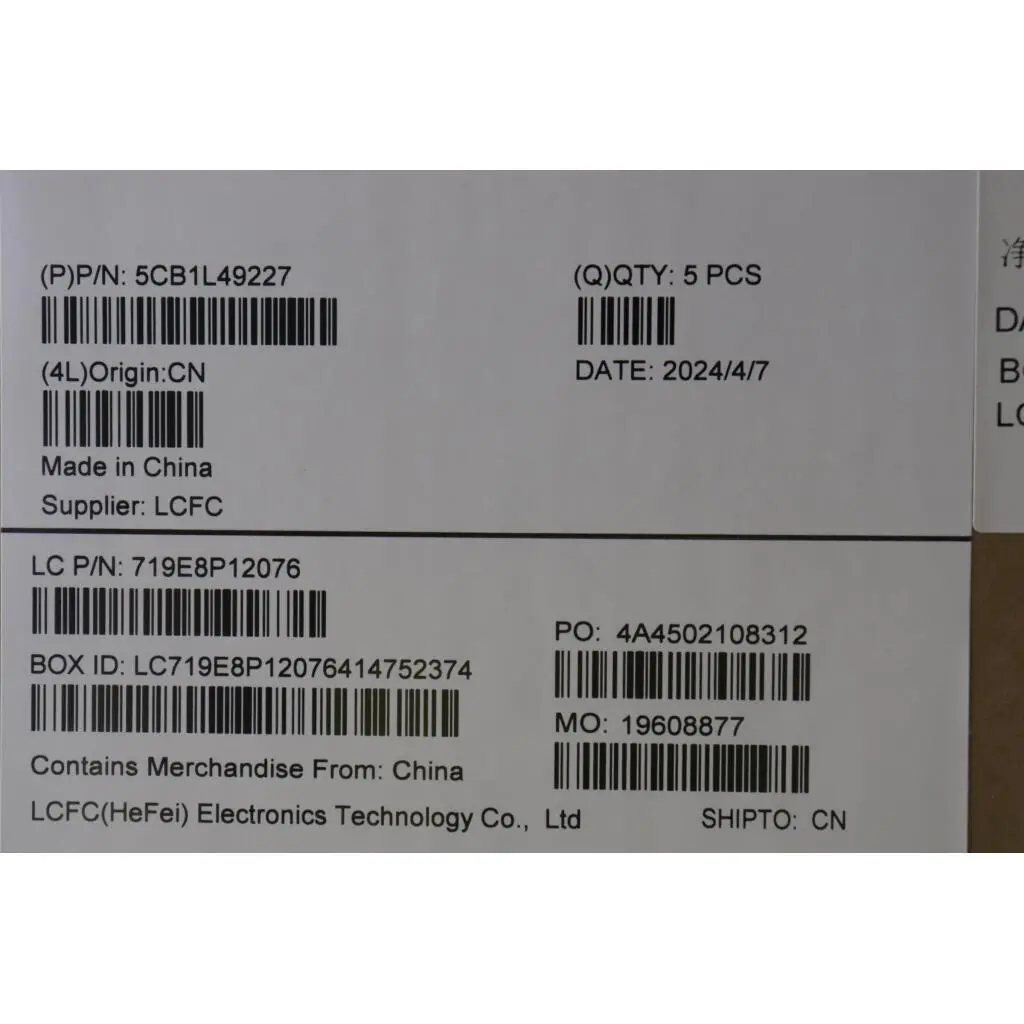 (P)P/N: 5CB1L49227
(Q)QTY: 5 PCS
(4L)Origin:CN
DATE: 2024/4/7
Made in China
Supplier: LCFC
LC P/N: 719E8P12076
PO: 4A4502108312
BOX ID: LC719E8P12076414752374
MO: 19608877
Contains Merchandise From: China
LCFC(HeFei) Electronics Technology Co., Ltd
SHIPTO: CN
净